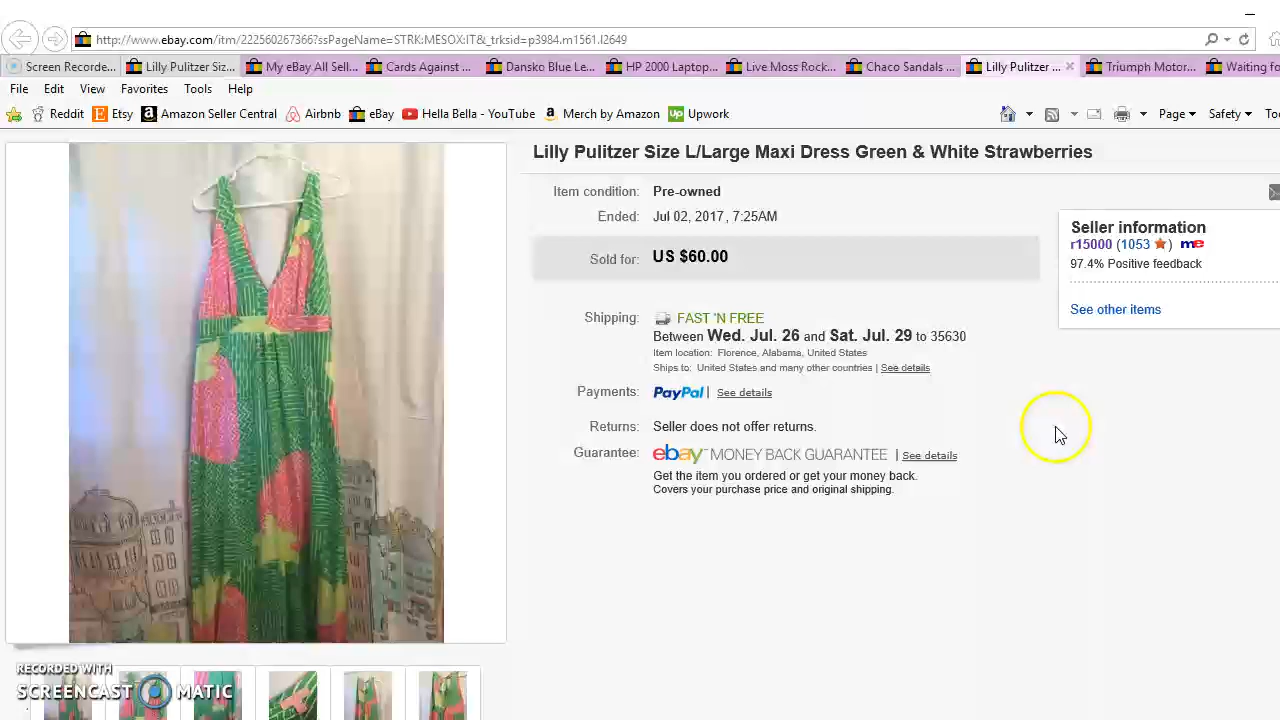 http://www.ebay.com/itm/222560267366?ssPageName=STRK:MESOX:IT&_trksid=p3984.m1561.l2649
Screen Recorde... Lilly Pulitzer Siz... My eBay All Sell... Cards Against ... Dansko Blue Le... HP 2000 Laptop... Live Moss Rock... Chaco Sandals ... Lilly Pulitzer ... Triumph Motor... Waiting fo
File Edit View Favorites Tools Help
Reddit Etsy Amazon Seller Central Airbnb eBay Hella Bella - YouTube Merch by Amazon Up Upwork Page Safety Too
Lilly Pulitzer Size L/Large Maxi Dress Green & White Strawberries
Item condition: Pre-owned
Ended: Jul 02, 2017, 7:25AM
Sold for: US $60.00
Shipping: FAST 'N FREE
Between Wed. Jul. 26 and Sat. Jul. 29 to 35630
Item location: Florence, Alabama, United States
Ships to: United States and many other countries | See details
Payments: PayPal | See details
Returns: Seller does not offer returns.
Guarantee: ebay MONEY BACK GUARANTEE | See details
Get the item you ordered or get your money back.
Covers your purchase price and original shipping.
Seller information
r15000 (1053 ) me
97.4% Positive feedback
See other items
RECORDED WITH
SCREENCAST MATIC